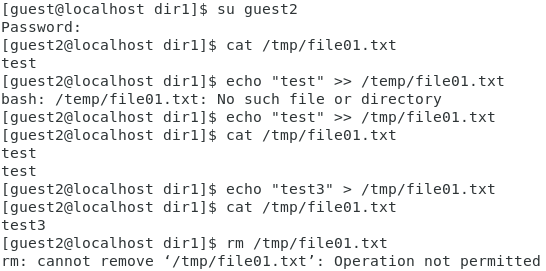 [guest@localhost dir1]$ su guest2
Password:
[guest2@localhost dir1]$ cat /tmp/file01.txt
test
[guest2@localhost dir1]$ echo "test" >> /temp/file01.txt
bash: /temp/file01.txt: No such file or directory
[guest2@localhost dir1]$ echo "test" >> /tmp/file01.txt
[guest2@localhost dir1]$ cat /tmp/file01.txt
test
test
[guest2@localhost dir1]$ echo "test3" > /tmp/file01.txt
[guest2@localhost dir1]$ cat /tmp/file01.txt
test3
[guest2@localhost dir1]$ rm /tmp/file01.txt
rm: cannot remove ‘/tmp/file01.txt’: Operation not permitted